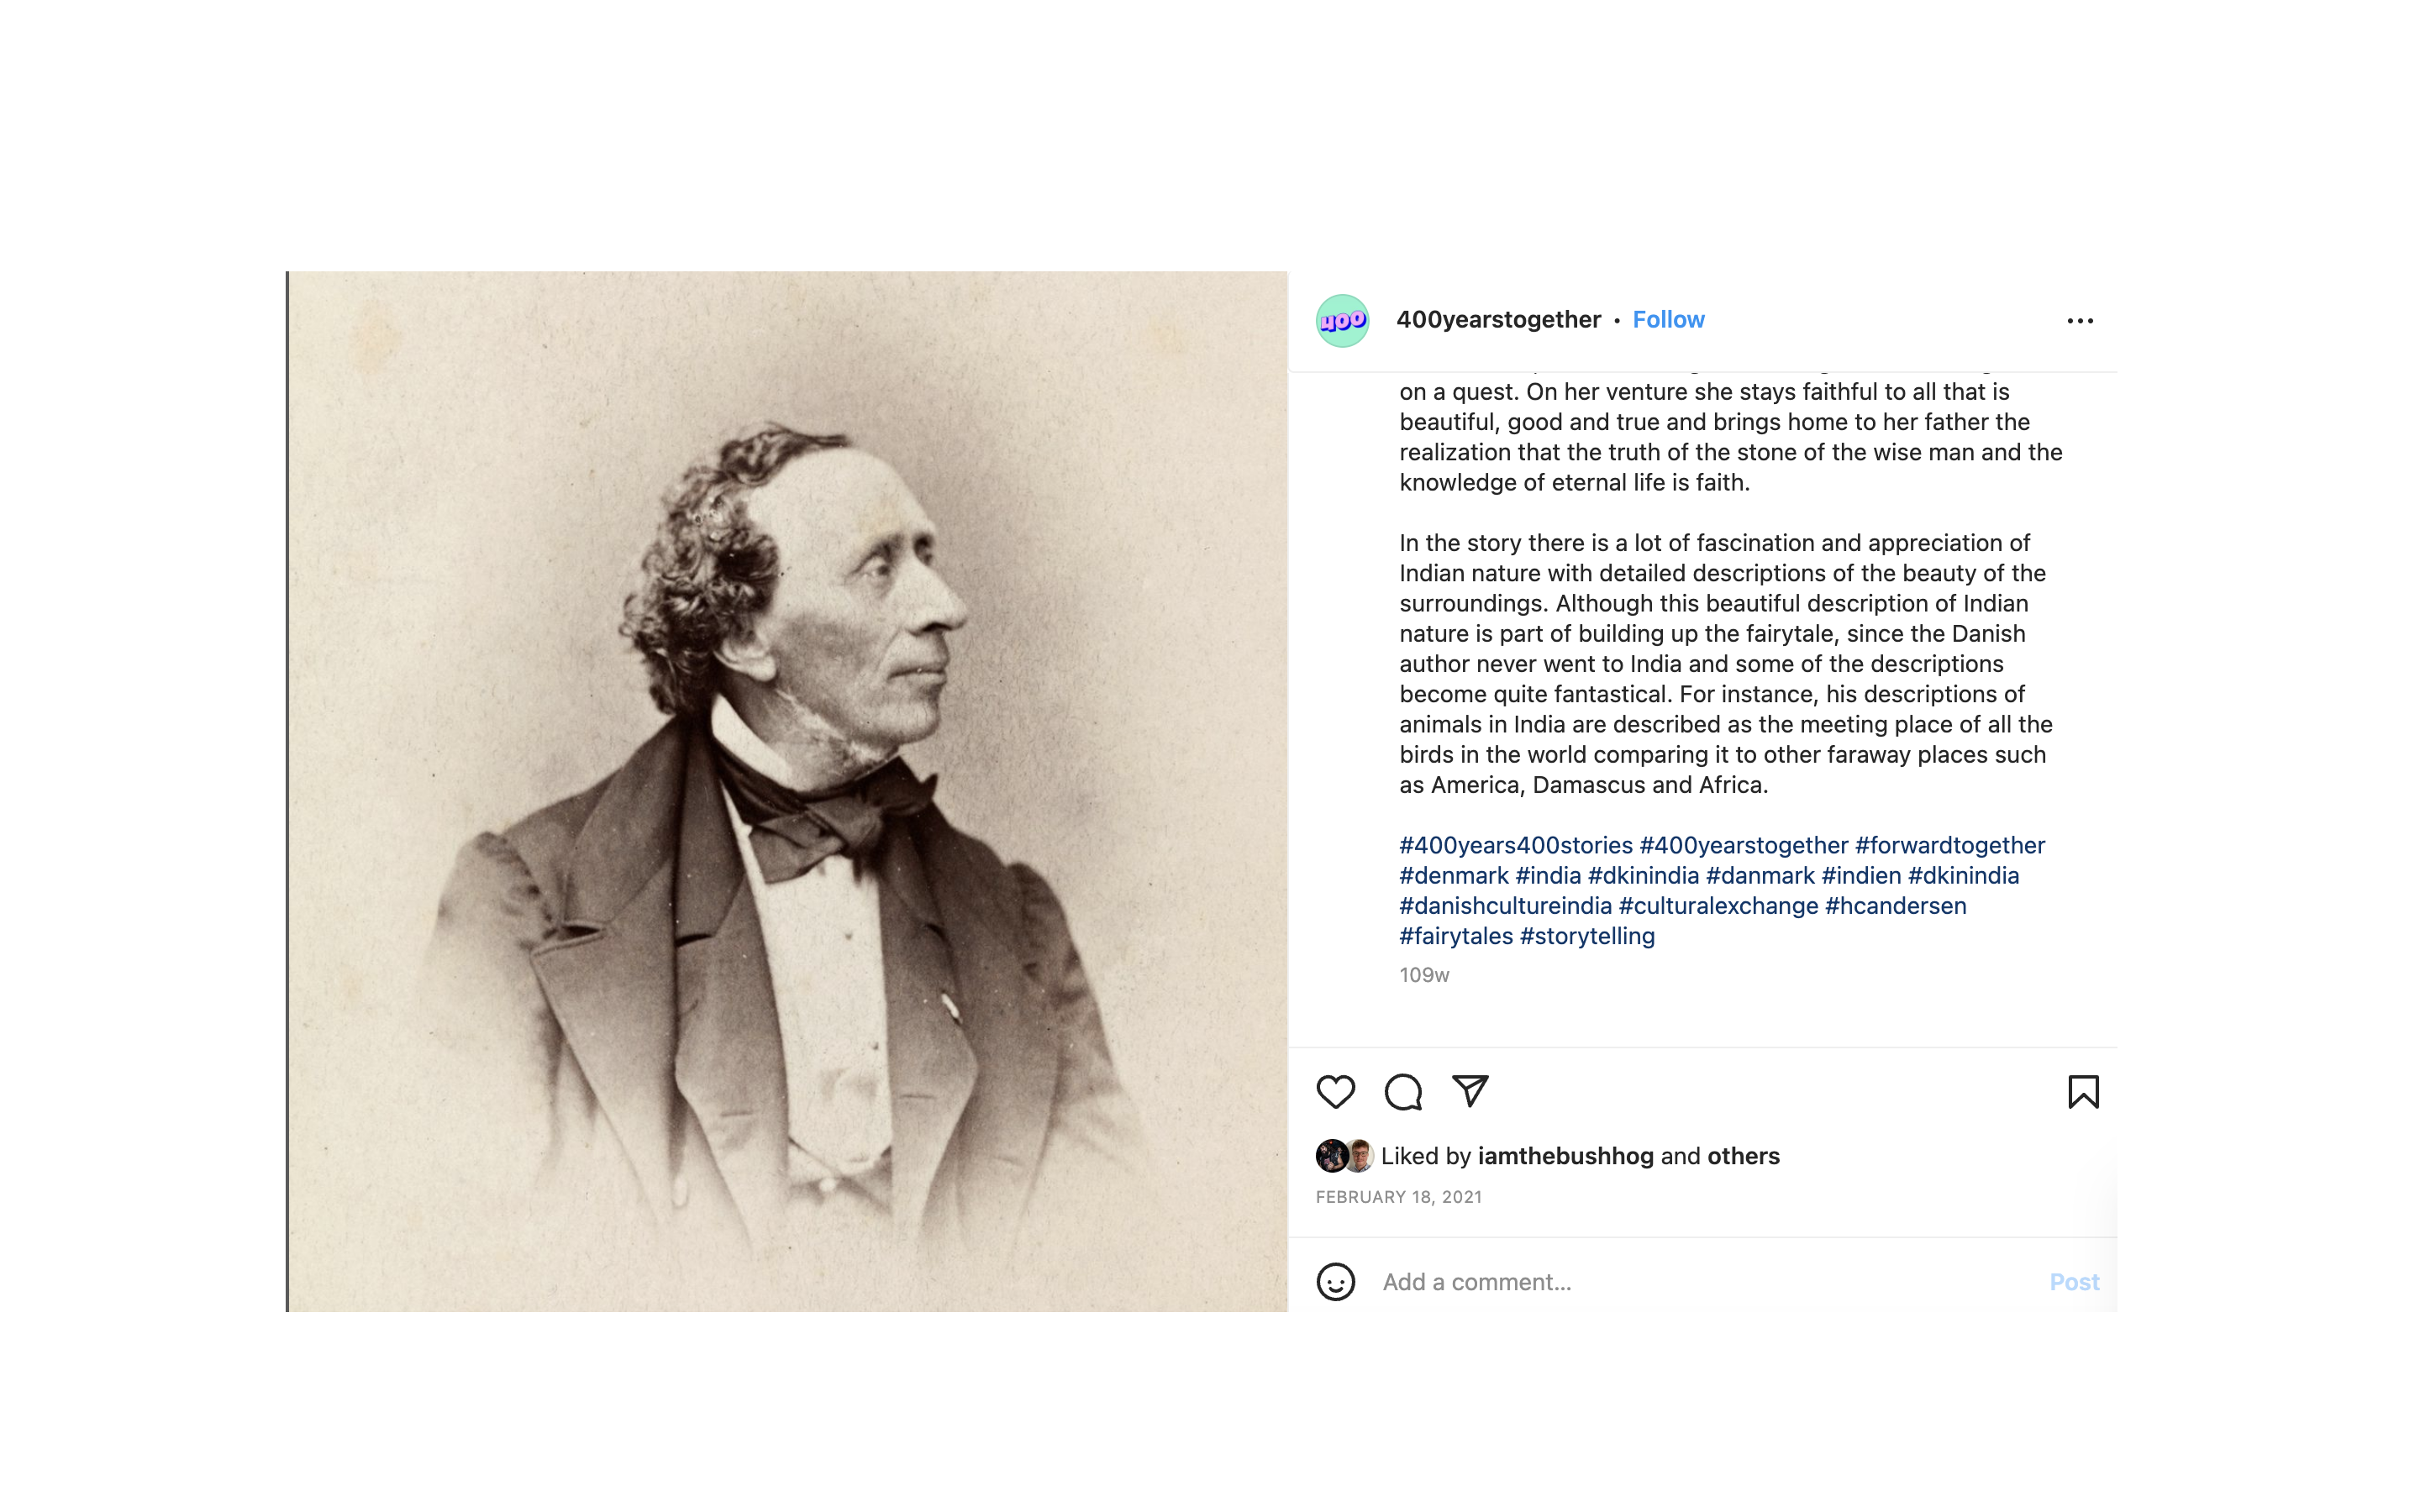 400
400yearstogether • Follow
on a quest. On her venture she stays faithful to all that is
beautiful, good and true and brings home to her father the
realization that the truth of the stone of the wise man and the
knowledge of eternal life is faith.
In the story there is a lot of fascination and appreciation of
Indian nature with detailed descriptions of the beauty of the
surroundings. Although this beautiful description of Indian
nature is part of building up the fairytale, since the Danish
author never went to India and some of the descriptions
become quite fantastical. For instance, his descriptions of
animals in India are described as the meeting place of all the
birds in the world comparing it to other faraway places such
as America, Damascus and Africa.
#400years400stories #400yearstogether #forwardtogether
#denmark #india #dkinindia #danmark #indien #dkinindia
#danishcultureindia #culturalexchange #hcandersen
#fairytales #storytelling
109w
Liked by iamthebushhog and others
FEBRUARY 18, 2021
Add a comment...
Post